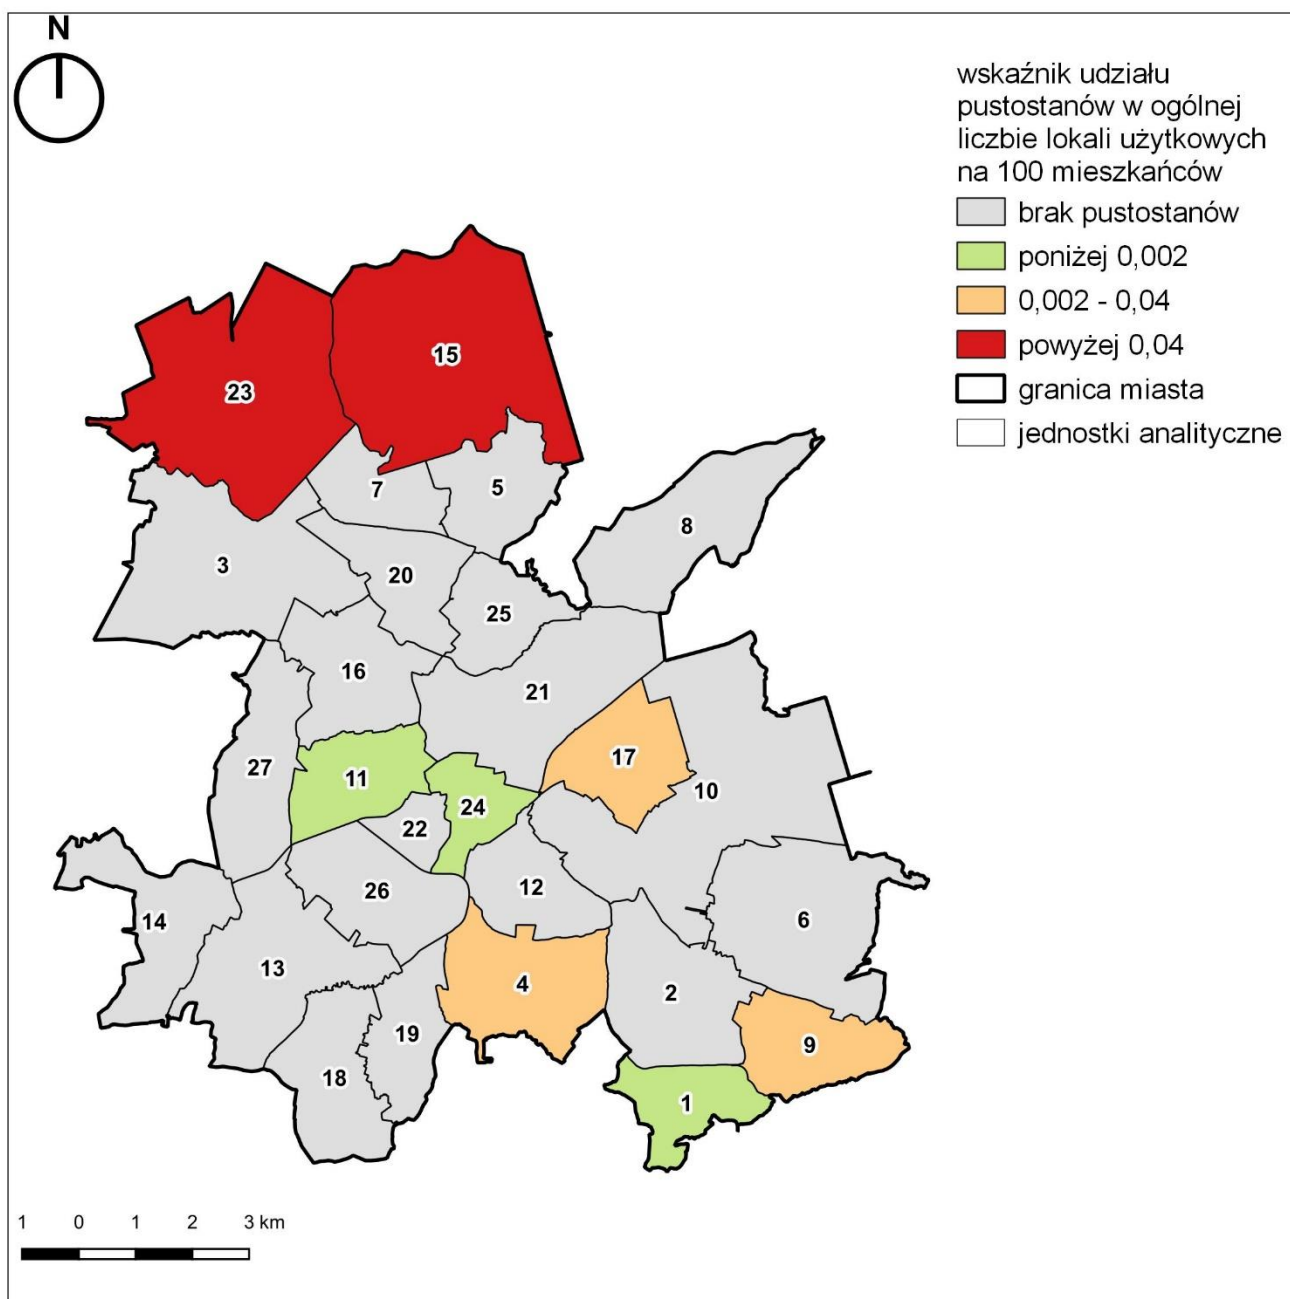 N
wskaźnik udziału
pustostanów w ogólnej
liczbie lokali użytkowych
na 100 mieszkańców
brak pustostanów
poniżej 0,002
0,002 - 0,04
powyżej 0,04
granica miasta
jednostki analityczne
15
23
7
5
8
3
20
25
16
21
27
11
17
24
10
22
26
12
14
6
13
4
2
19
9
18
1
1 0 1 2 3 km